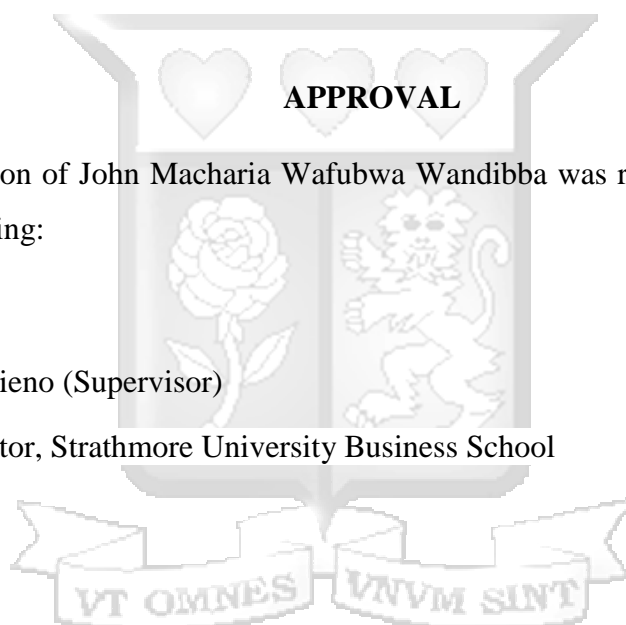 APPROVAL
on of John Macharia Wafubwa Wandibba was r
ing:
ieno (Supervisor)
tor, Strathmore University Business School
VT OMNES VNVM SINT